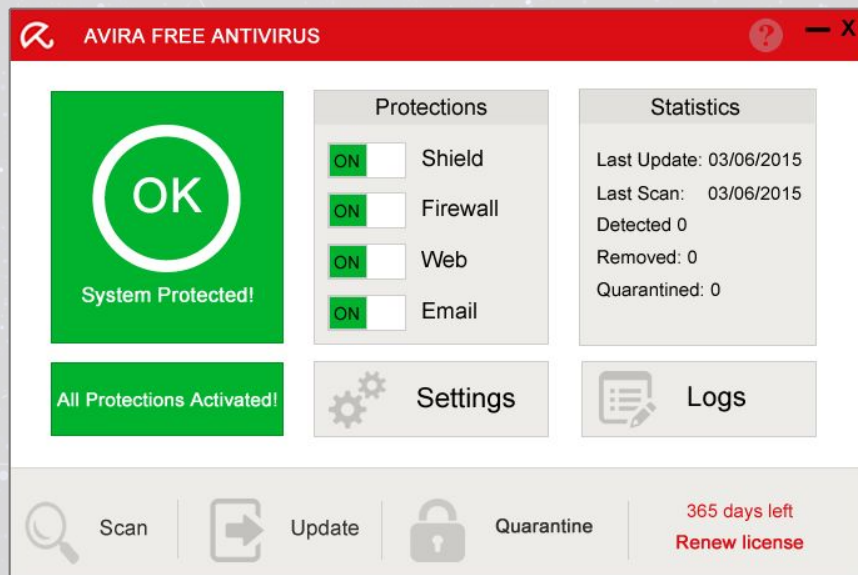 AVIRA FREE ANTIVIRUS
?
X
OK
System Protected!
All Protections Activated!
Protections
ON Shield
ON Firewall
ON Web
ON Email
Statistics
Last Update: 03/06/2015
Last Scan: 03/06/2015
Detected 0
Removed: 0
Quarantined: 0
Settings
Logs
Scan
Update
Quarantine
365 days left
Renew license